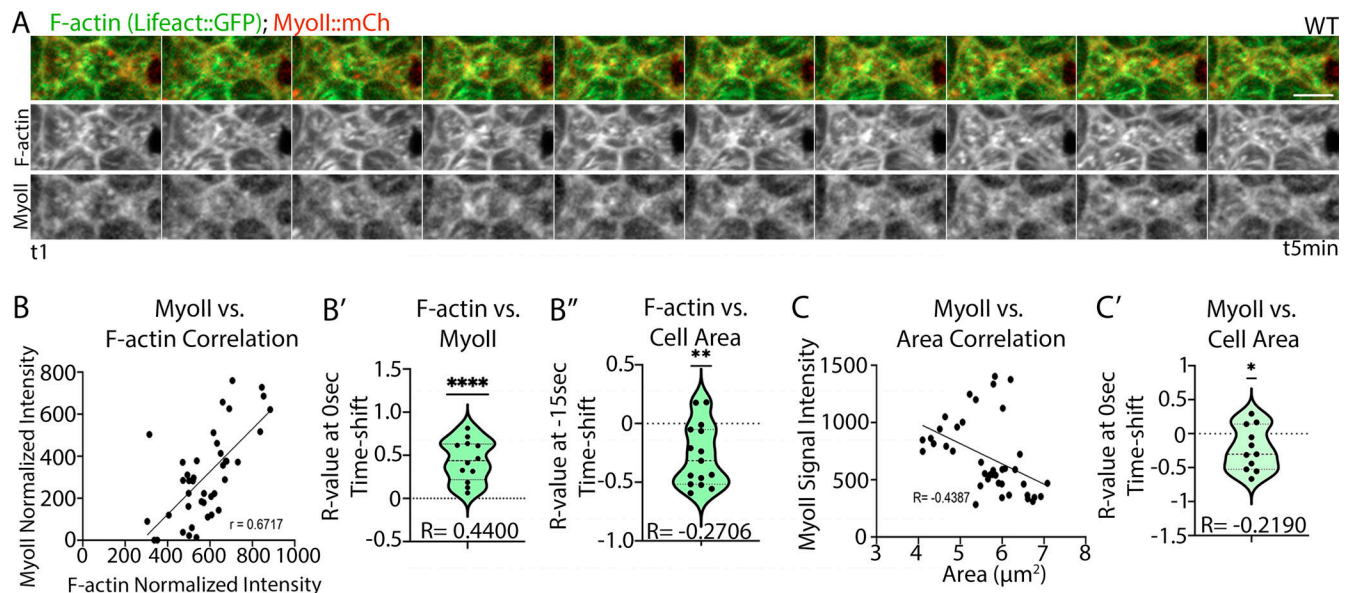 A
F-actin (Lifeact::GFP); MyoII::mCh
WT
F-actin
MyoII
t1
t5min
B
MyoII vs.
F-actin Correlation
MyoII Normalized Intensity
800
600
400
200
0
0 200 400 600 800 1000
r = 0.6717
F-actin Normalized Intensity
B′
F-actin vs.
MyoII
R-value at 0sec
Time-shift
1.5
1.0
0.5
0
-0.5
****
R= 0.4400
B″
F-actin vs.
Cell Area
R-value at -15sec
Time-shift
0.5
0
-0.5
-1.0
**
R= -0.2706
C
MyoII vs.
Area Correlation
MyoII Signal Intensity
1500
1000
500
0
3 4 5 6 7 8
R= -0.4387
Area (µm²)
C′
MyoII vs.
Cell Area
R-value at 0sec
Time-shift
1
0.5
0
-0.5
-1
-1.5
*
R= -0.2190